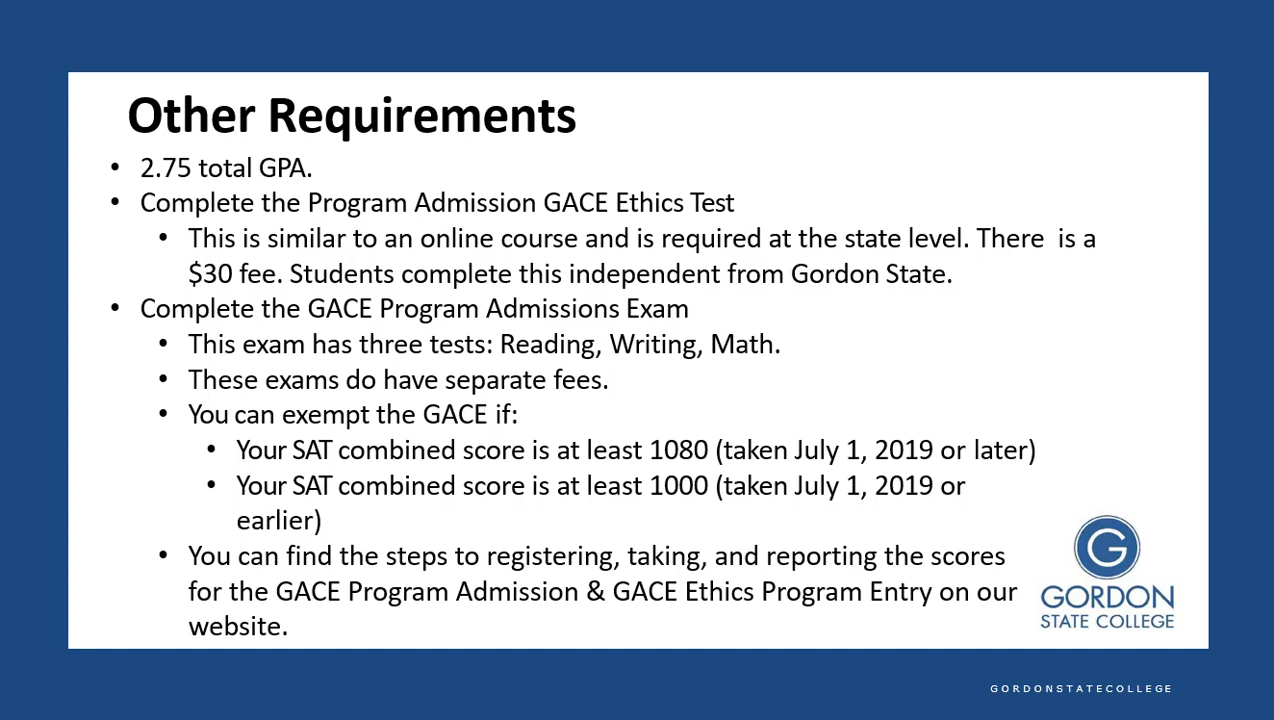 Other Requirements
• 2.75 total GPA.
• Complete the Program Admission GACE Ethics Test
• This is similar to an online course and is required at the state level. There is a
$30 fee. Students complete this independent from Gordon State.
• Complete the GACE Program Admissions Exam
• This exam has three tests: Reading, Writing, Math.
• These exams do have separate fees.
• You can exempt the GACE if:
• Your SAT combined score is at least 1080 (taken July 1, 2019 or later)
• Your SAT combined score is at least 1000 (taken July 1, 2019 or
earlier)
• You can find the steps to registering, taking, and reporting the scores
for the GACE Program Admission & GACE Ethics Program Entry on our
website.
G
GORDON
STATE COLLEGE
GORDONSTATECOLLEGE